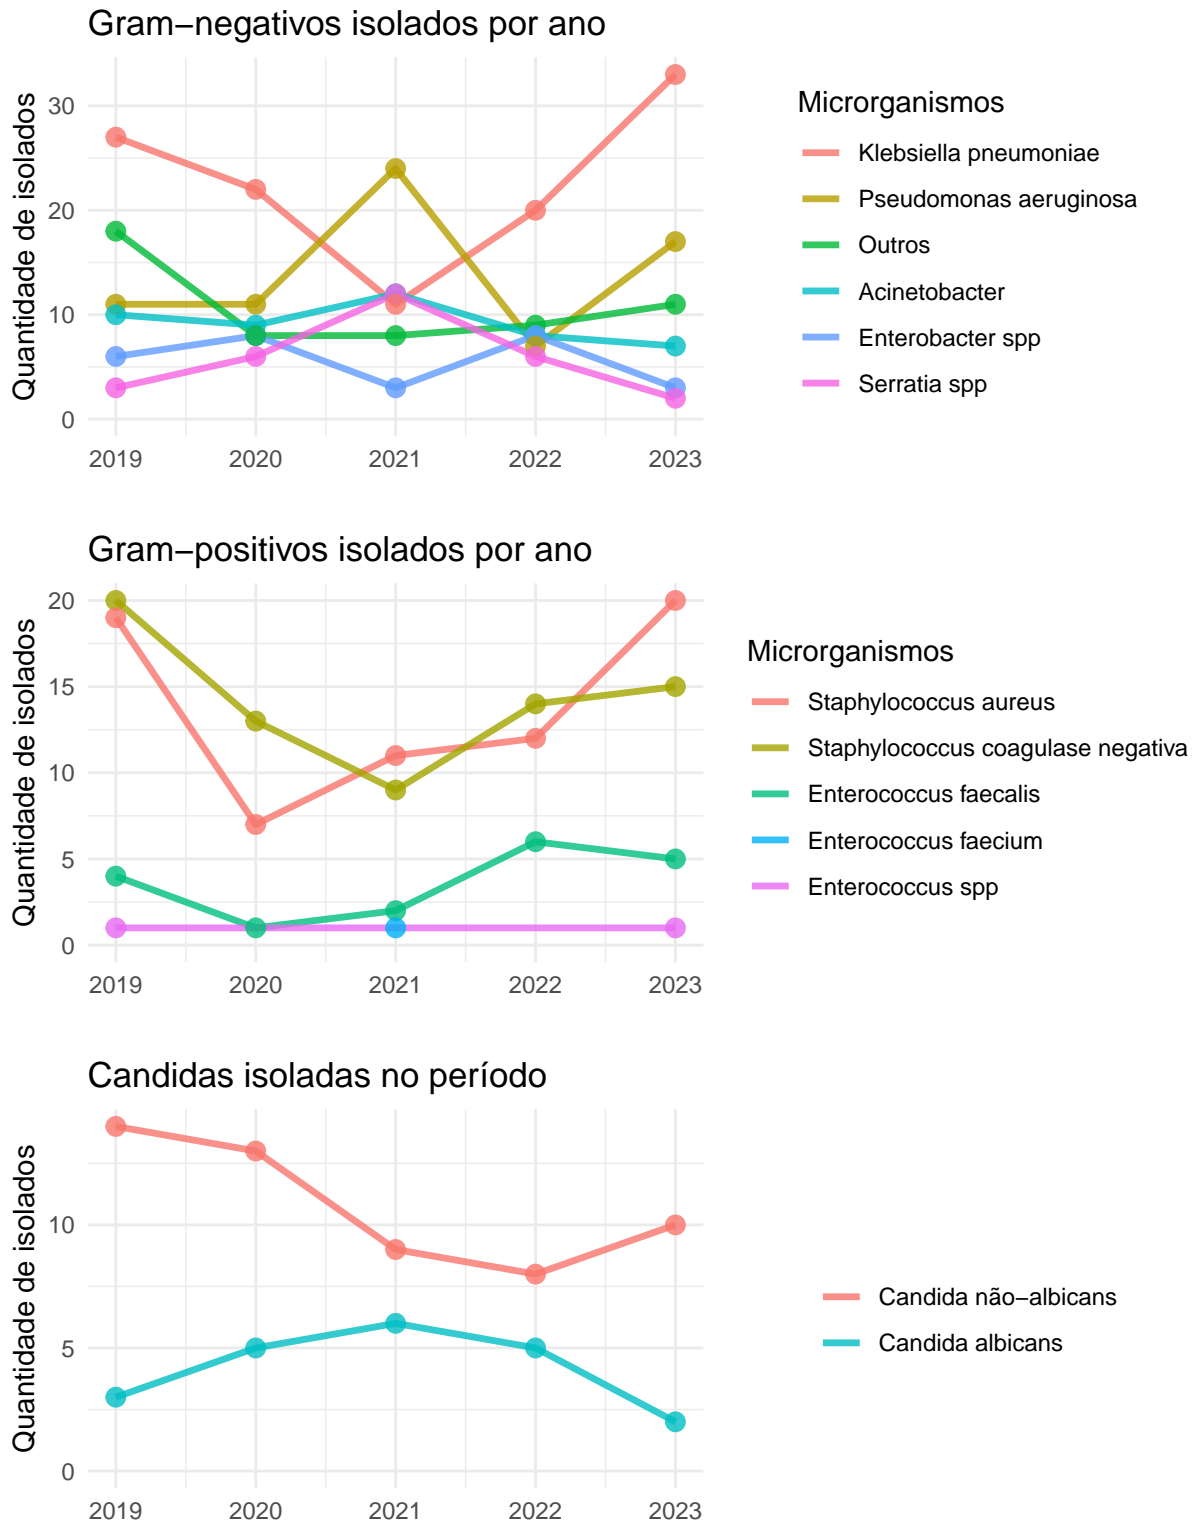 Gram−negativos isolados por ano
Quantidade de isolados
30
20
10
0
2019 2020 2021 2022 2023
Microrganismos
Klebsiella pneumoniae
Pseudomonas aeruginosa
Outros
Acinetobacter
Enterobacter spp
Serratia spp
Gram−positivos isolados por ano
Quantidade de isolados
20
15
10
5
0
2019 2020 2021 2022 2023
Microrganismos
Staphylococcus aureus
Staphylococcus coagulase negativa
Enterococcus faecalis
Enterococcus faecium
Enterococcus spp
Candidas isoladas no período
Quantidade de isolados
10
5
0
2019 2020 2021 2022 2023
Candida não−albicans
Candida albicans